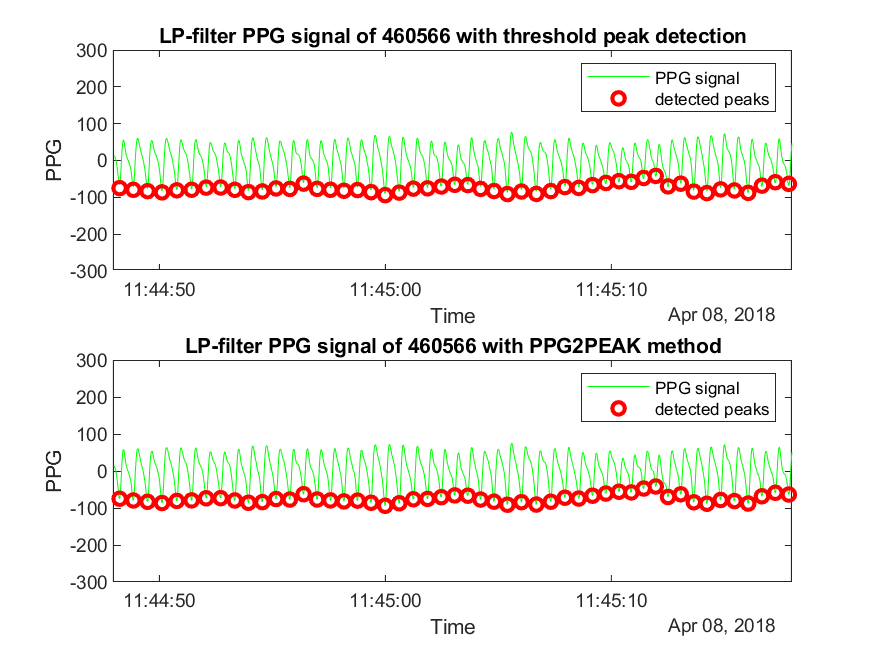 LP-filter PPG signal of 460566 with threshold peak detection
300
200
100
0
-100
-200
-300
PPG
PPG signal
detected peaks
11:44:50
11:45:00
11:45:10
Time
Apr 08, 2018
LP-filter PPG signal of 460566 with PPG2PEAK method
300
200
100
0
-100
-200
-300
PPG
PPG signal
detected peaks
11:44:50
11:45:00
11:45:10
Time
Apr 08, 2018